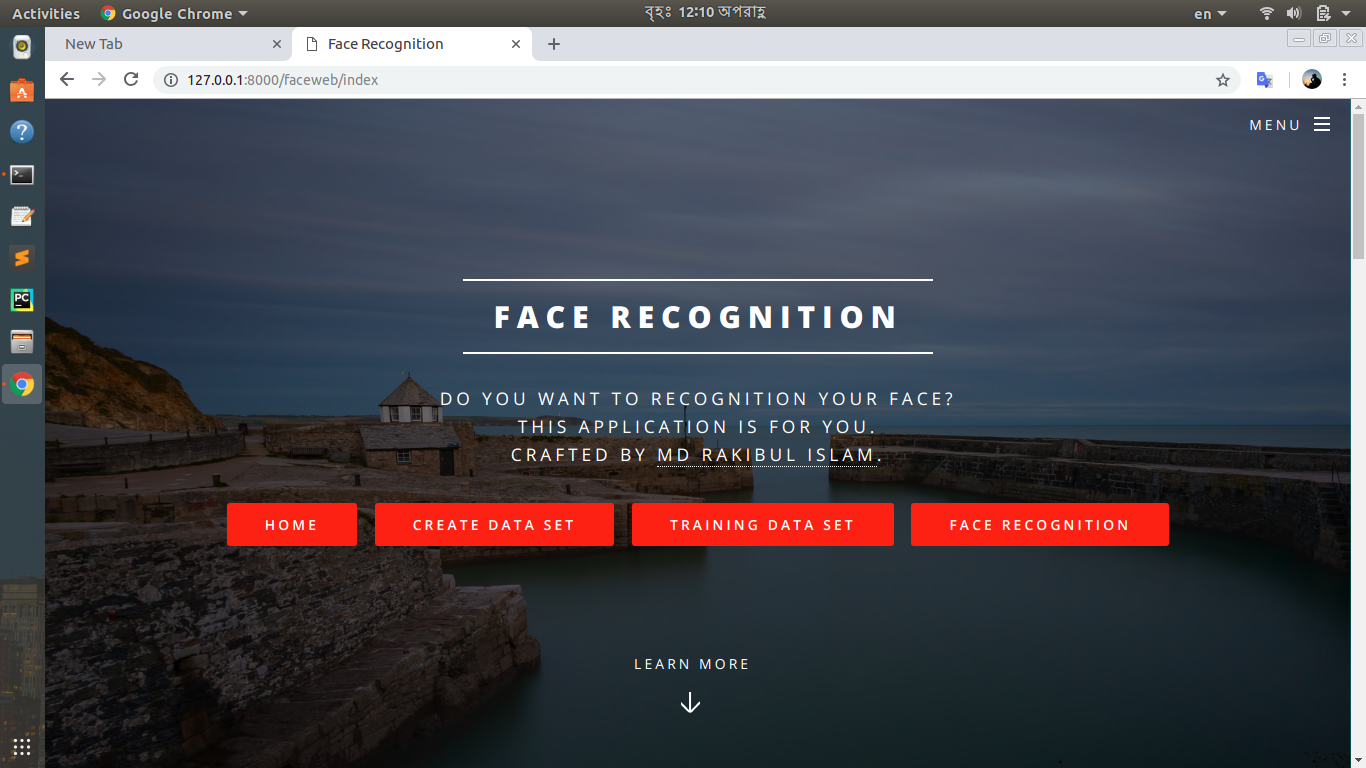 Activities Google Chrome বৃহঃ 12:10 অপরাহ্ণ en
New Tab Face Recognition
127.0.0.1:8000/faceweb/index
MENU
FACE RECOGNITION
DO YOU WANT TO RECOGNITION YOUR FACE?
THIS APPLICATION IS FOR YOU.
CRAFTED BY MD RAKIBUL ISLAM.
HOME CREATE DATA SET TRAINING DATA SET FACE RECOGNITION
LEARN MORE
PC